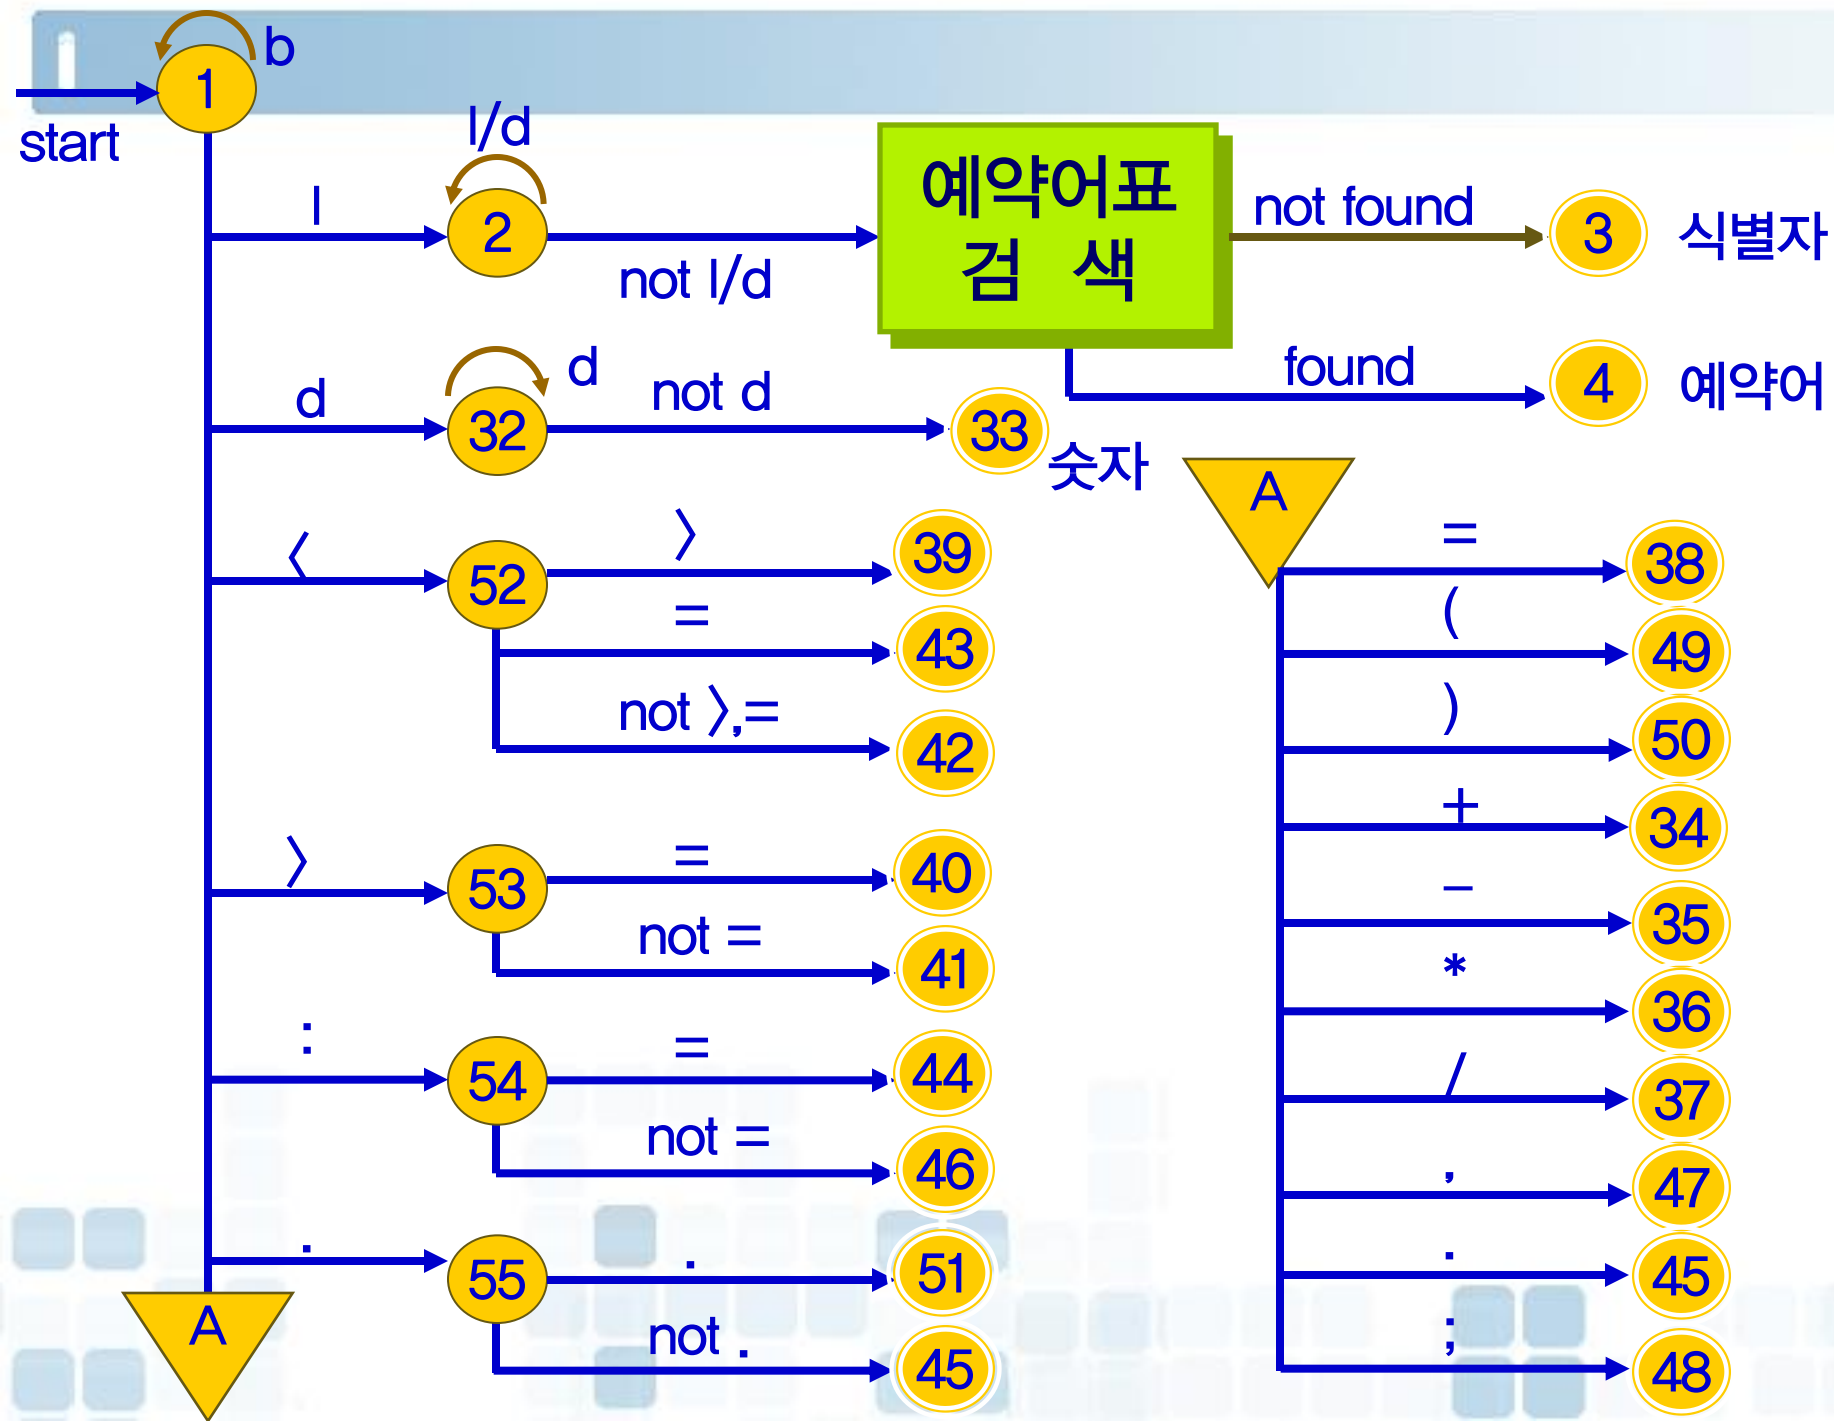 b
1
start
l/d
l
2
not l/d
예약어표
검 색
not found
3
식별자
found
4
예약어
d
32
d
not d
33
숫자
〈
52
〉
39
=
43
not 〉,=
42
〉
53
=
40
not =
41
:
54
=
44
not =
46
.
55
.
51
not .
45
A
A
=
38
(
49
)
50
+
34
-
35
*
36
/
37
,
47
.
45
;
48